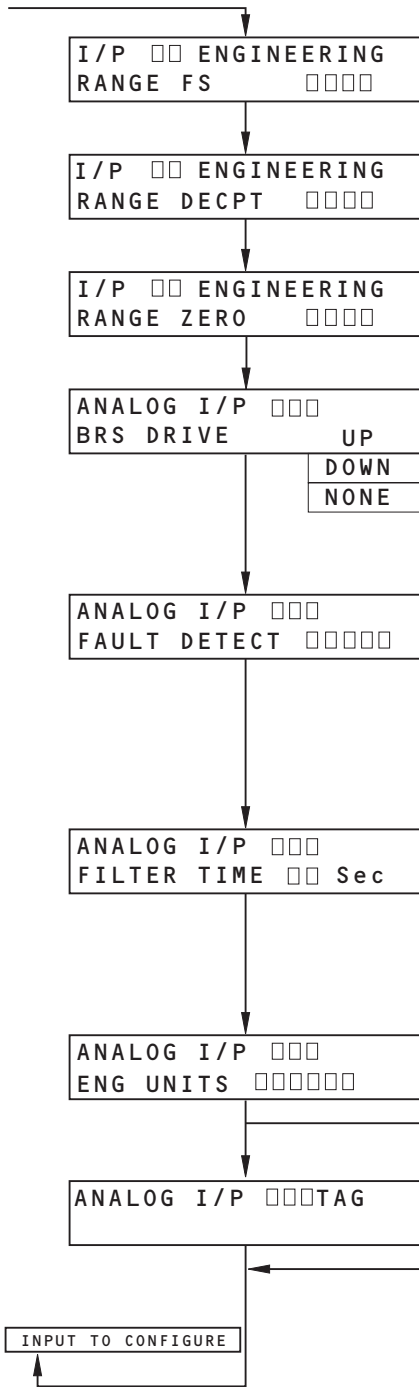 I/P □□ ENGINEERING
RANGE FS □□□□
I/P □□ ENGINEERING
RANGE DECPT □□□□
I/P □□ ENGINEERING
RANGE ZERO □□□□
ANALOG I/P □□□
BRS DRIVE UP
DOWN
NONE
ANALOG I/P □□□
FAULT DETECT □□□□□
ANALOG I/P □□□
FILTER TIME □□ Sec
ANALOG I/P □□□
ENG UNITS □□□□□□
ANALOG I/P □□□TAG
INPUT TO CONFIGURE